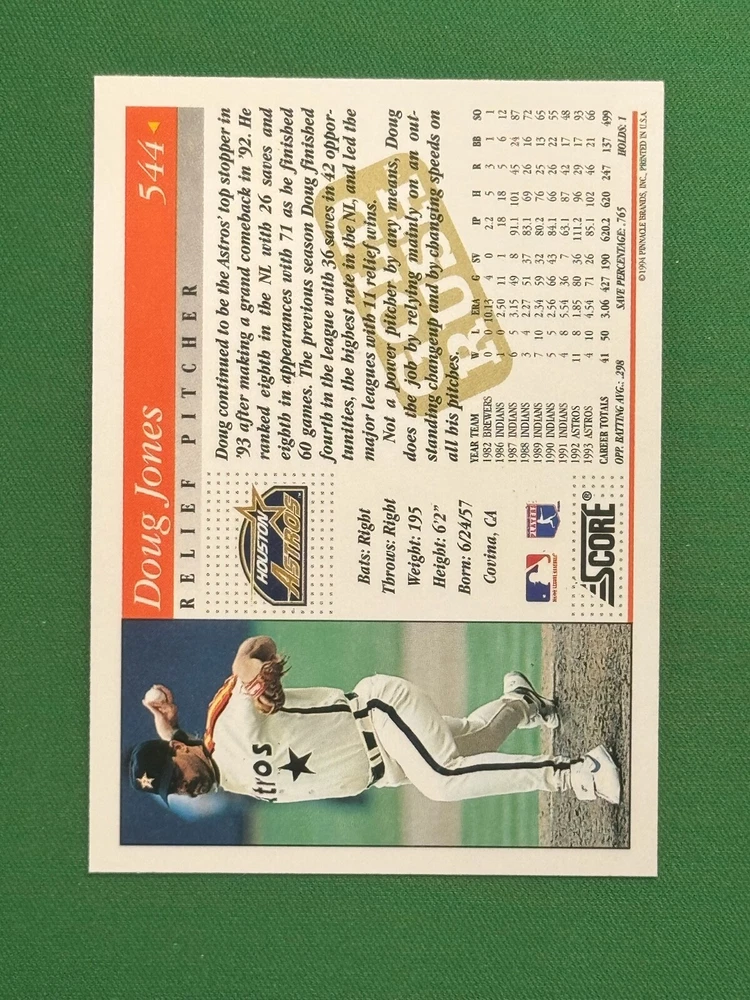 Doug Jones 544
RELIEF PITCHER
HOUSTON
ASTROS
Bats: Right
Throws: Right
Weight: 195
Height: 6'2"
Born: 6/24/57
Covina, CA
PLAYERS
SCORE®
Doug continued to be the Astros' top stopper in
'93 after making a grand comeback in '92. He
ranked eighth in the NL with 26 saves and
eighth in appearances with 71 as he finished
60 games. The previous season Doug finished
fourth in the league with 36 saves in 42 oppor-
tunities, the highest rate in the NL, and led the
major leagues with 11 relief wins.
Not a power pitcher by any means, Doug
does the job by relying mainly on an out-
standing changeup and by changing speeds on
all his pitches.
YEAR TEAM W L ERA G SV IP H R BB SO
1982 BREWERS 0 0 10.13 4 0 2.2 5 3 1 1
1986 INDIANS 1 0 2.50 11 1 18 18 5 6 12
1987 INDIANS 6 5 3.15 49 8 91.1 101 45 24 87
1988 INDIANS 3 4 2.27 51 37 83.1 69 26 16 72
1989 INDIANS 7 10 2.34 59 32 80.2 76 25 13 65
1990 INDIANS 5 5 2.56 66 43 84.1 66 26 22 55
1991 INDIANS 4 8 5.54 36 7 63.1 87 42 17 48
1992 ASTROS 11 8 1.85 80 36 111.2 96 29 17 93
1993 ASTROS 4 10 4.54 71 26 85.1 102 46 21 66
CAREER TOTALS 41 50 3.06 427 190 620.2 620 247 137 499
OPP. BATTING AVG.: .298 SAVE PERCENTAGE: .765 HOLDS: 1
©1994 PINNACLE BRANDS, INC., PRINTED IN U.S.A.
GOLD
RUSH
stros